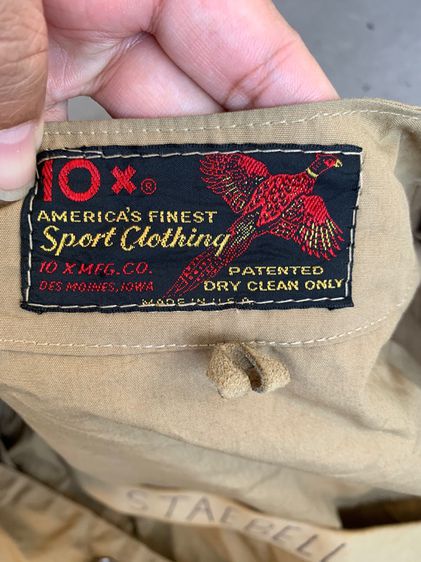 10X®
AMERICA'S FINEST
Sport Clothing
10 X MFG. CO.
DES MOINES, IOWA
PATENTED
DRY CLEAN ONLY
MADE IN U.S.A.
STAEBELL